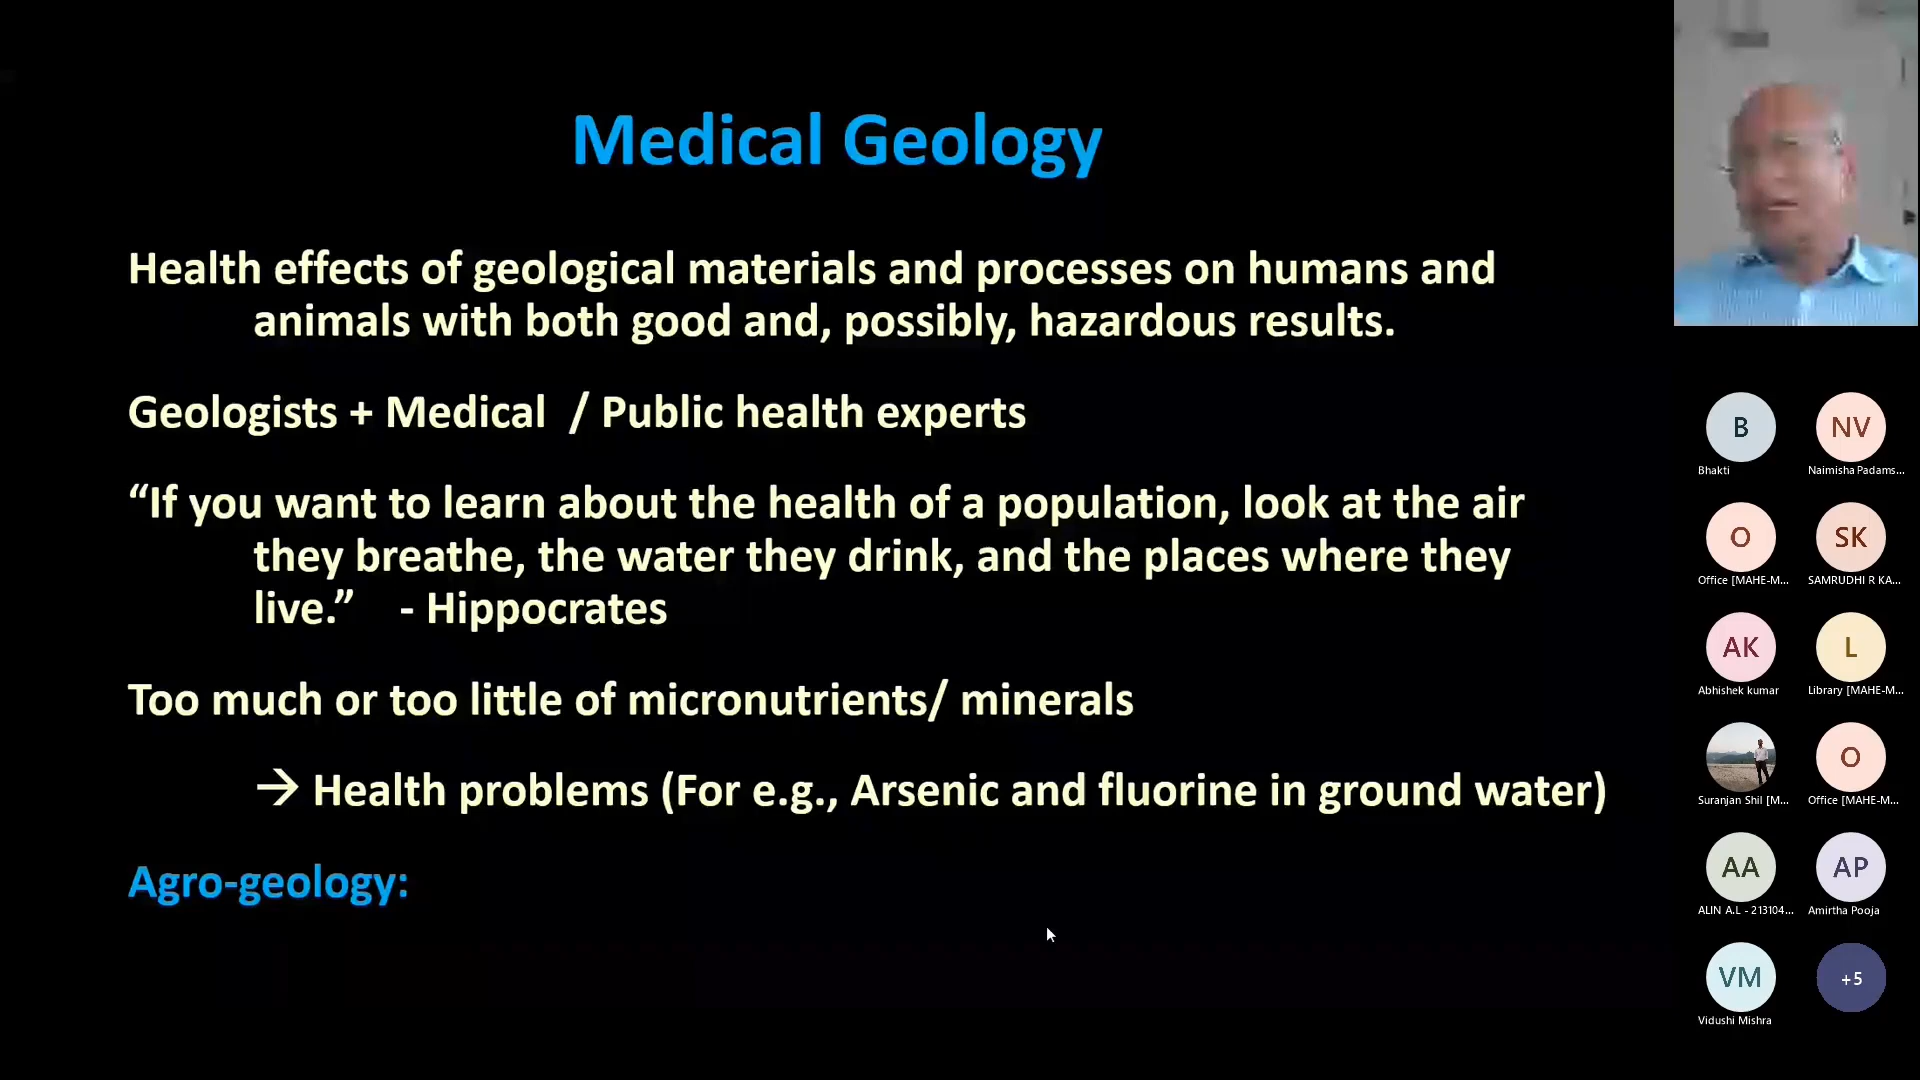 Medical Geology
Health effects of geological materials and processes on humans and
animals with both good and, possibly, hazardous results.
Geologists + Medical / Public health experts
“If you want to learn about the health of a population, look at the air
they breathe, the water they drink, and the places where they
live.” - Hippocrates
Too much or too little of micronutrients/ minerals
→ Health problems (For e.g., Arsenic and fluorine in ground water)
Agro-geology:
B NV
Bhakti Naimisha Padams...
O SK
Office [MAHE-M... SAMRUDHI R KA...
AK L
Abhishek kumar Library [MAHE-M...
O
Suranjan Shil [M... Office [MAHE-M...
AA AP
ALIN A.L - 213104... Amirtha Pooja
VM +5
Vidushi Mishra